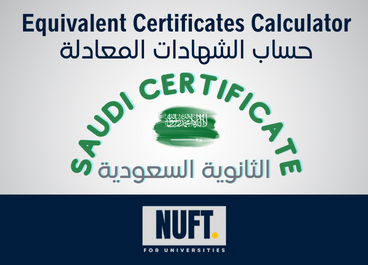 Equivalent Certificates Calculator
حساب الشهادات المعادلة
SAUDI CERTIFICATE
الثانوية السعودية
NUFT.
FOR UNIVERSITIES